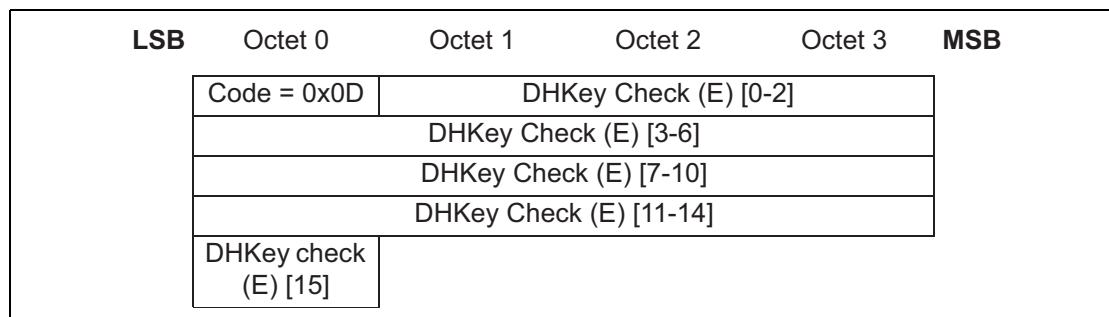 LSB Octet 0 Octet 1 Octet 2 Octet 3 MSB
Code = 0x0D DHKey Check (E) [0-2]
DHKey Check (E) [3-6]
DHKey Check (E) [7-10]
DHKey Check (E) [11-14]
DHKey check
(E) [15]